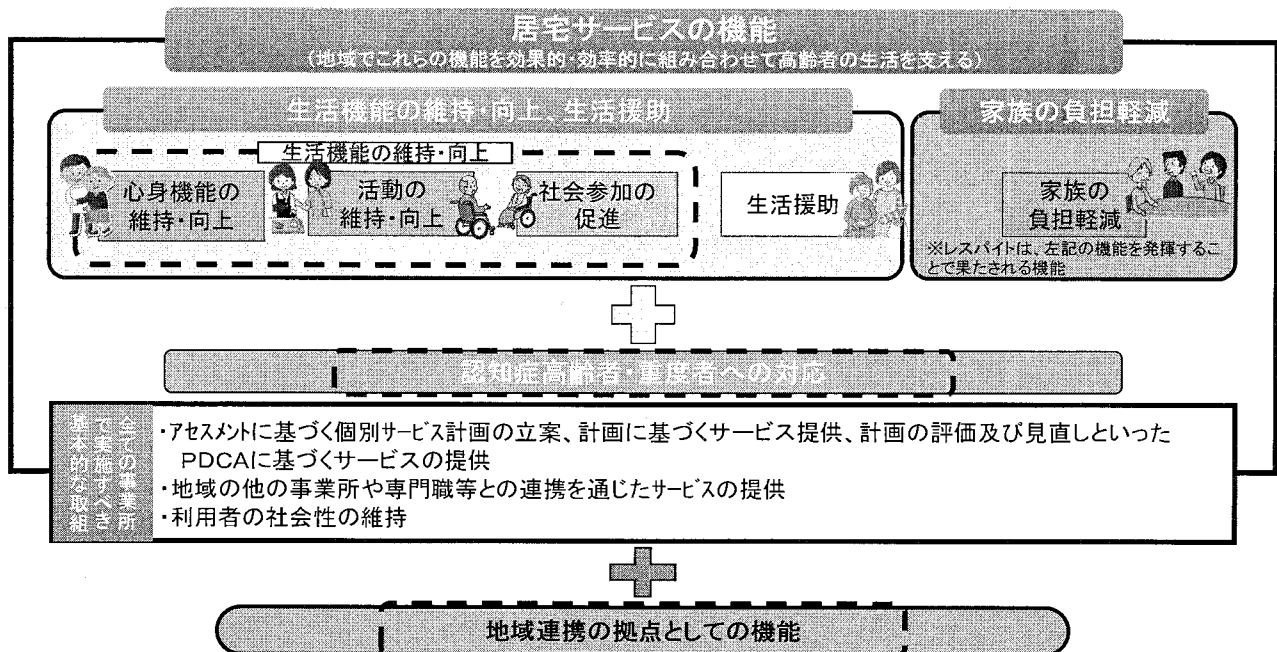 居宅サービスの機能
(地域でこれらの機能を効果的・効率的に組み合わせて高齢者の生活を支える)
生活機能の維持・向上、生活援助
家族の負担軽減
生活機能の維持・向上
心身機能の
維持・向上
活動の
維持・向上
社会参加の
促進
生活援助
家族の
負担軽減
※レスパイトは、左記の機能を発揮するこ
とで果たされる機能
認知症高齢者・重度者への対応
全ての事業所
で実施すべき
基本的な取組
・アセスメントに基づく個別サービス計画の立案、計画に基づくサービス提供、計画の評価及び見直しといった
PDCAに基づくサービスの提供
・地域の他の事業所や専門職等との連携を通じたサービスの提供
・利用者の社会性の維持
地域連携の拠点としての機能